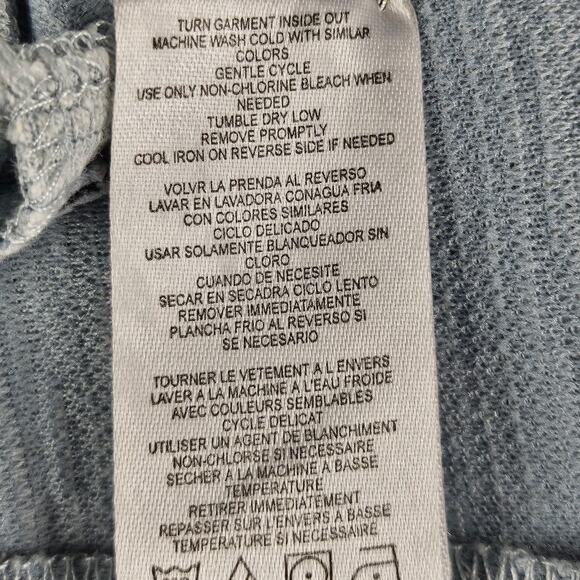 TURN GARMENT INSIDE OUT
MACHINE WASH COLD WITH SIMILAR
COLORS
GENTLE CYCLE
USE ONLY NON-CHLORINE BLEACH WHEN
NEEDED
TUMBLE DRY LOW
REMOVE PROMPTLY
COOL IRON ON REVERSE SIDE IF NEEDED
VOLVR LA PRENDA AL REVERSO
LAVAR EN LAVADORA CONAGUA FRIA
CON COLORES SIMILARES
CICLO DELICADO
USAR SOLAMENTE BLANQUEADOR SIN
CLORO
CUANDO DE NECESITE
SECAR EN SECADRA CICLO LENTO
REMOVER IMMEDIATAMENTE
PLANCHA FRIO AL REVERSO SI
SE NECESARIO
TOURNER LE VETEMENT A L ENVERS
LAVER A LA MACHINE A L'EAU FROIDE
AVEC COULEURS SEMBLABLES
CYCLE DELICAT
UTILISER UN AGENT DE BLANCHIMENT
NON-CHLORSE SI NECESSAIRE
SECHER A LA MACHINE A BASSE
TEMPERATURE
RETIRER IMMEDIATEMENT
REPASSER SUR L'ENVERS A BASSE
TEMPERATURE SI NECESSAIRE